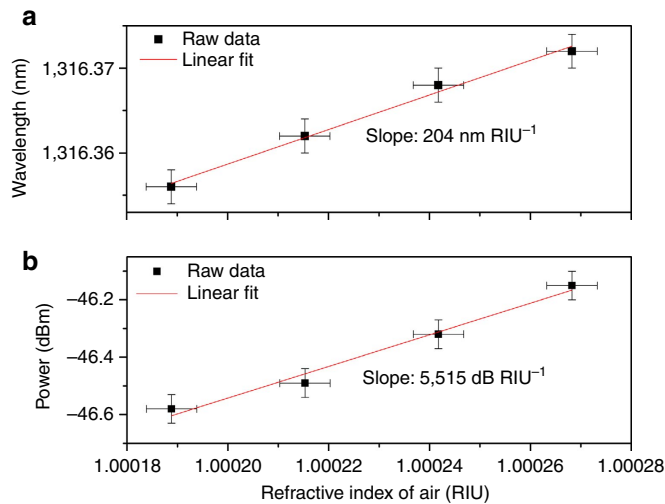 a
Raw data
Linear fit
1,316.37
1,316.36
Wavelength (nm)
Slope: 204 nm RIU⁻¹
b
Raw data
Linear fit
−46.2
−46.4
−46.6
Power (dBm)
Slope: 5,515 dB RIU⁻¹
1.00018 1.00020 1.00022 1.00024 1.00026 1.00028
Refractive index of air (RIU)